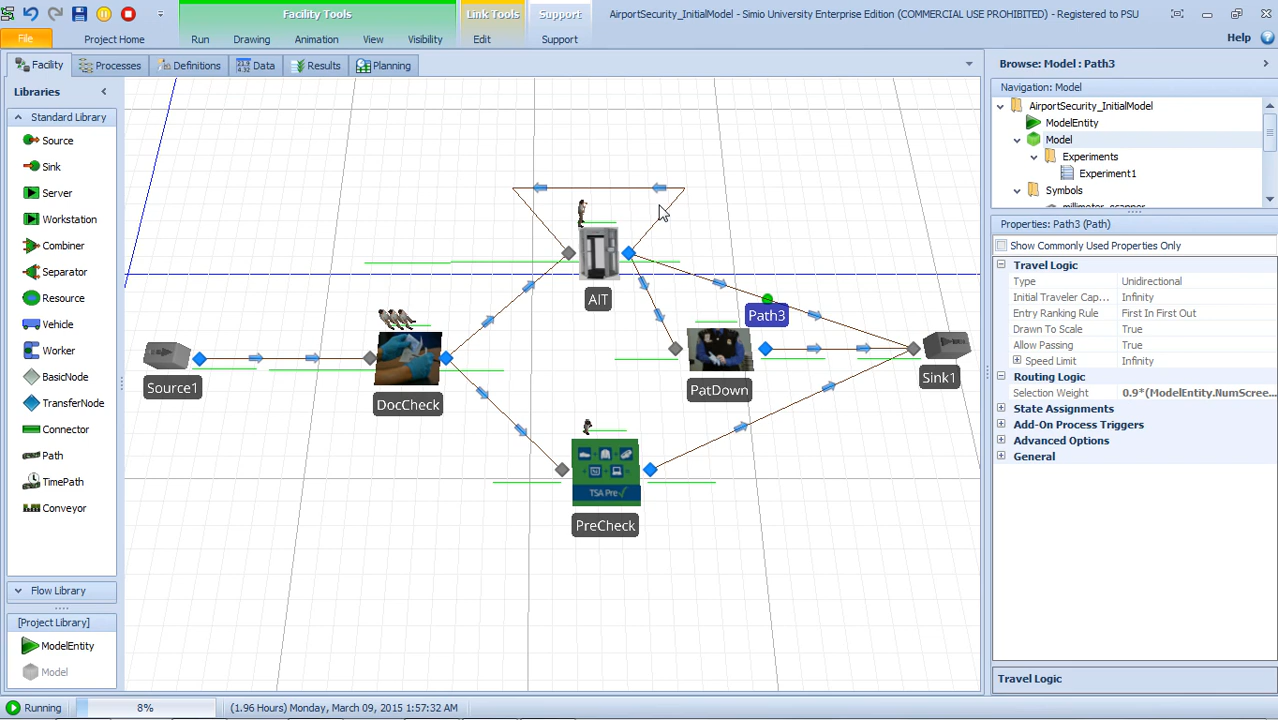 Facility Tools
Link Tools
Support
AirportSecurity_InitialModel - Simio University Enterprise Edition (COMMERCIAL USE PROHIBITED) - Registered to PSU
File
Project Home
Run
Drawing
Animation
View
Visibility
Edit
Support
Help
Facility
Processes
Definitions
Data
Results
Planning
Libraries
Standard Library
Source
Sink
Server
Workstation
Combiner
Separator
Resource
Vehicle
Worker
BasicNode
TransferNode
Connector
Path
TimePath
Conveyor
Flow Library
[Project Library]
ModelEntity
Model
AIT
Path3
Source1
DocCheck
PatDown
Sink1
TSA Pre✓
PreCheck
Browse: Model : Path3
Navigation: Model
AirportSecurity_InitialModel
ModelEntity
Model
Experiments
Experiment1
Symbols
millimeter_scanner
Properties: Path3 (Path)
Show Commonly Used Properties Only
Travel Logic
Type Unidirectional
Initial Traveler Cap... Infinity
Entry Ranking Rule First In First Out
Drawn To Scale True
Allow Passing True
Speed Limit Infinity
Routing Logic
Selection Weight 0.9*(ModelEntity.NumScree...
State Assignments
Add-On Process Triggers
Advanced Options
General
Travel Logic
Running
8%
(1.96 Hours) Monday, March 09, 2015 1:57:32 AM